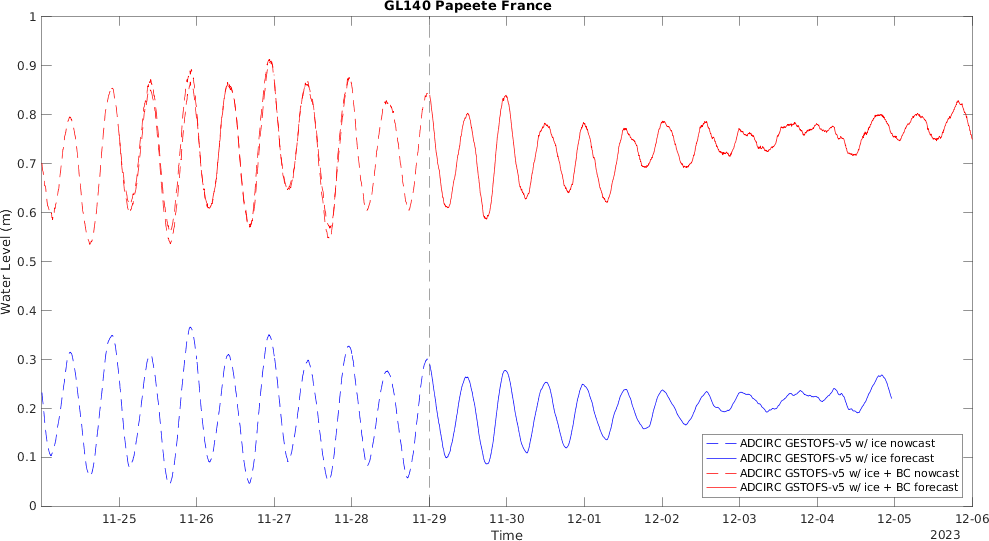 GL140 Papeete France
1
0.9
0.8
0.7
0.6
0.5
0.4
0.3
0.2
0.1
0
Water Level (m)
ADCIRC GESTOFS-v5 w/ ice nowcast
ADCIRC GESTOFS-v5 w/ ice forecast
ADCIRC GSTOFS-v5 w/ ice + BC nowcast
ADCIRC GSTOFS-v5 w/ ice + BC forecast
11-25 11-26 11-27 11-28 11-29 11-30 12-01 12-02 12-03 12-04 12-05 12-06
Time
2023